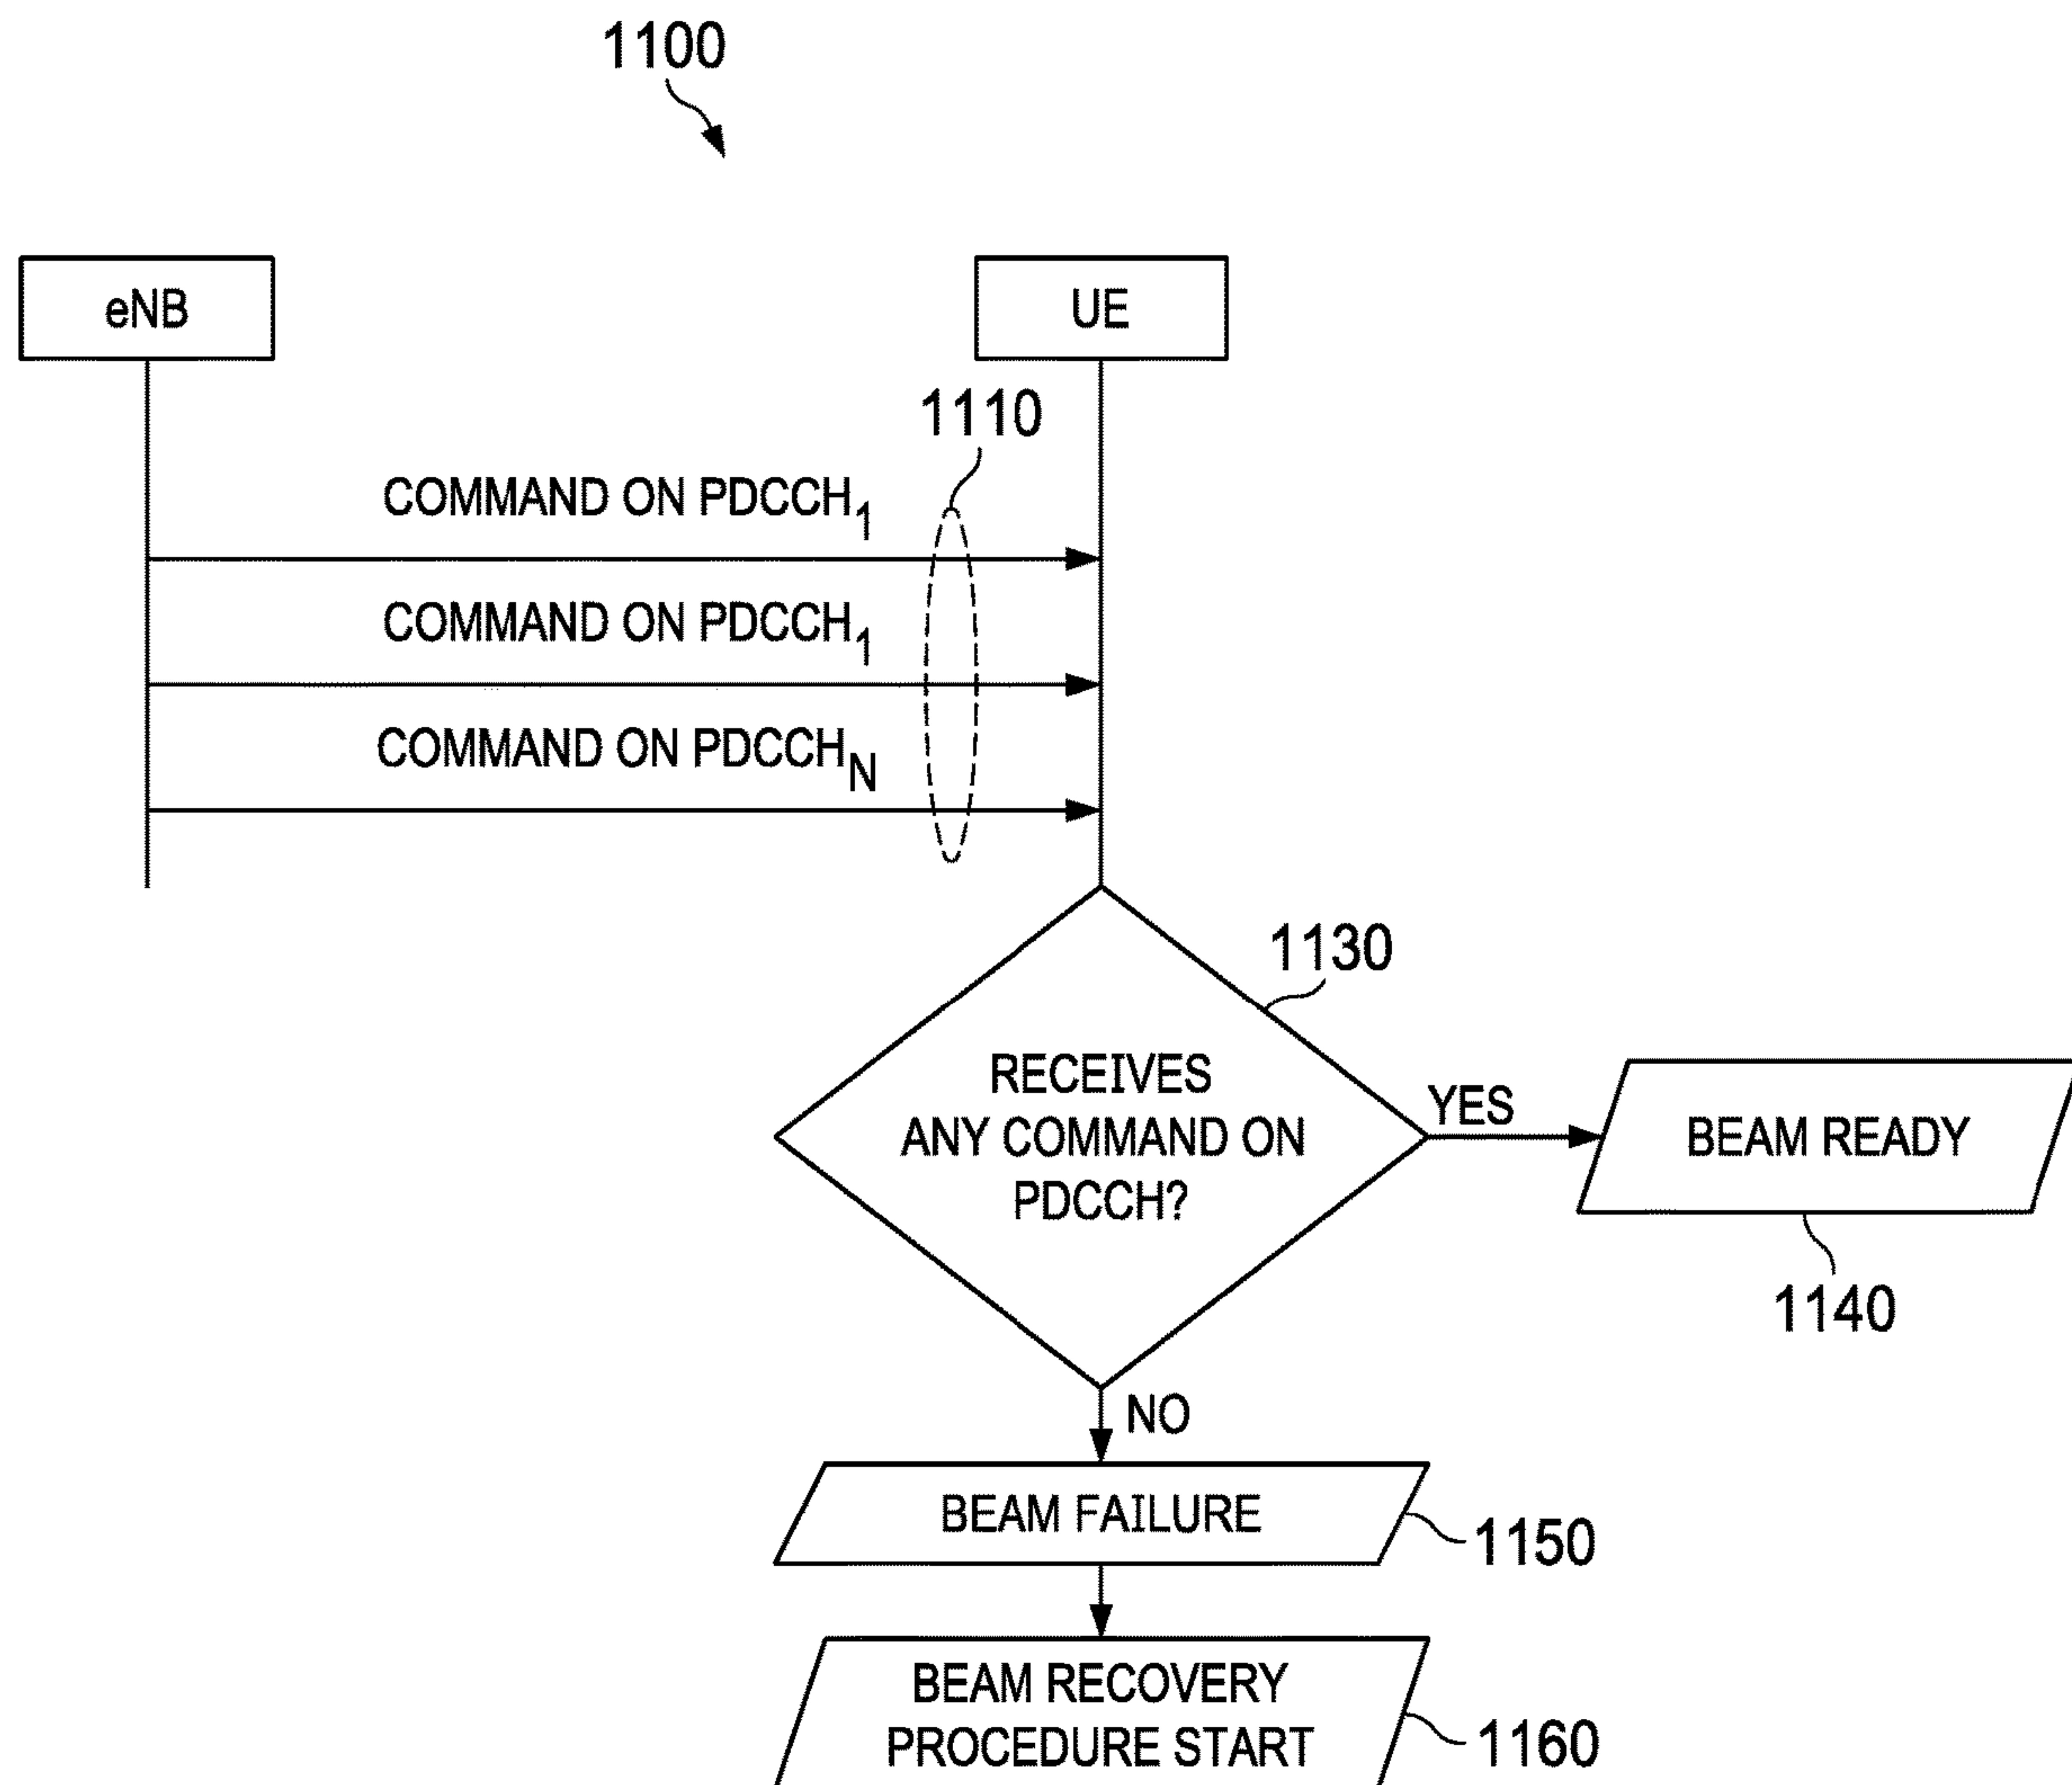 1100
eNB
UE
1110
COMMAND ON PDCCH1
COMMAND ON PDCCH1
COMMAND ON PDCCHN
1130
RECEIVES
ANY COMMAND ON
PDCCH?
YES
BEAM READY
1140
NO
BEAM FAILURE
1150
BEAM RECOVERY
PROCEDURE START
1160